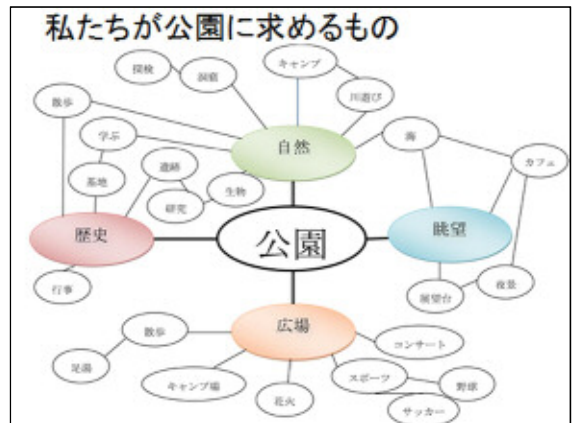 私たちが公園に求めるもの
キャンプ
探検
洞窟
川遊び
散歩
学ぶ
自然
海
遺跡
カフェ
基地
生物
研究
歴史
公園
眺望
行事
展望台
夜景
散歩
広場
コンサート
足湯
スポーツ
キャンプ場
野球
花火
サッカー